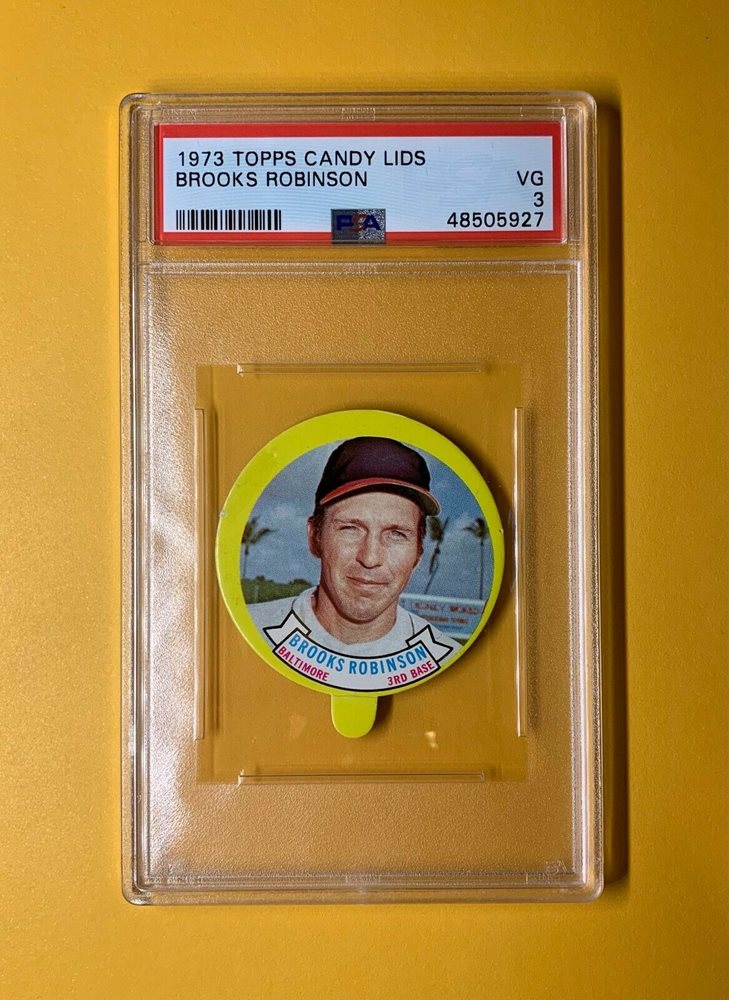 1973 TOPPS CANDY LIDS
BROOKS ROBINSON VG
3
PSA 48505927
BROOKS ROBINSON
BALTIMORE 3RD BASE